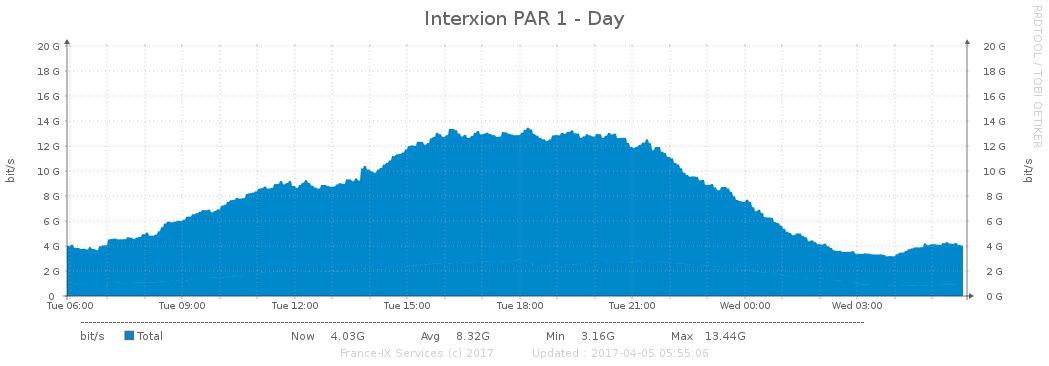 Interxion PAR 1 - Day
RRDTOOL / TOBI OETIKER
bit/s
20 G 20 G
18 G 18 G
16 G 16 G
14 G 14 G
12 G 12 G
10 G 10 G
8 G 8 G
6 G 6 G
4 G 4 G
2 G 2 G
0 0 G
bit/s
Tue 06:00 Tue 09:00 Tue 12:00 Tue 15:00 Tue 18:00 Tue 21:00 Wed 00:00 Wed 03:00
bit/s Total Now 4.03G Avg 8.32G Min 3.16G Max 13.44G
France-IX Services (c) 2017 Updated : 2017-04-05 05:55:06